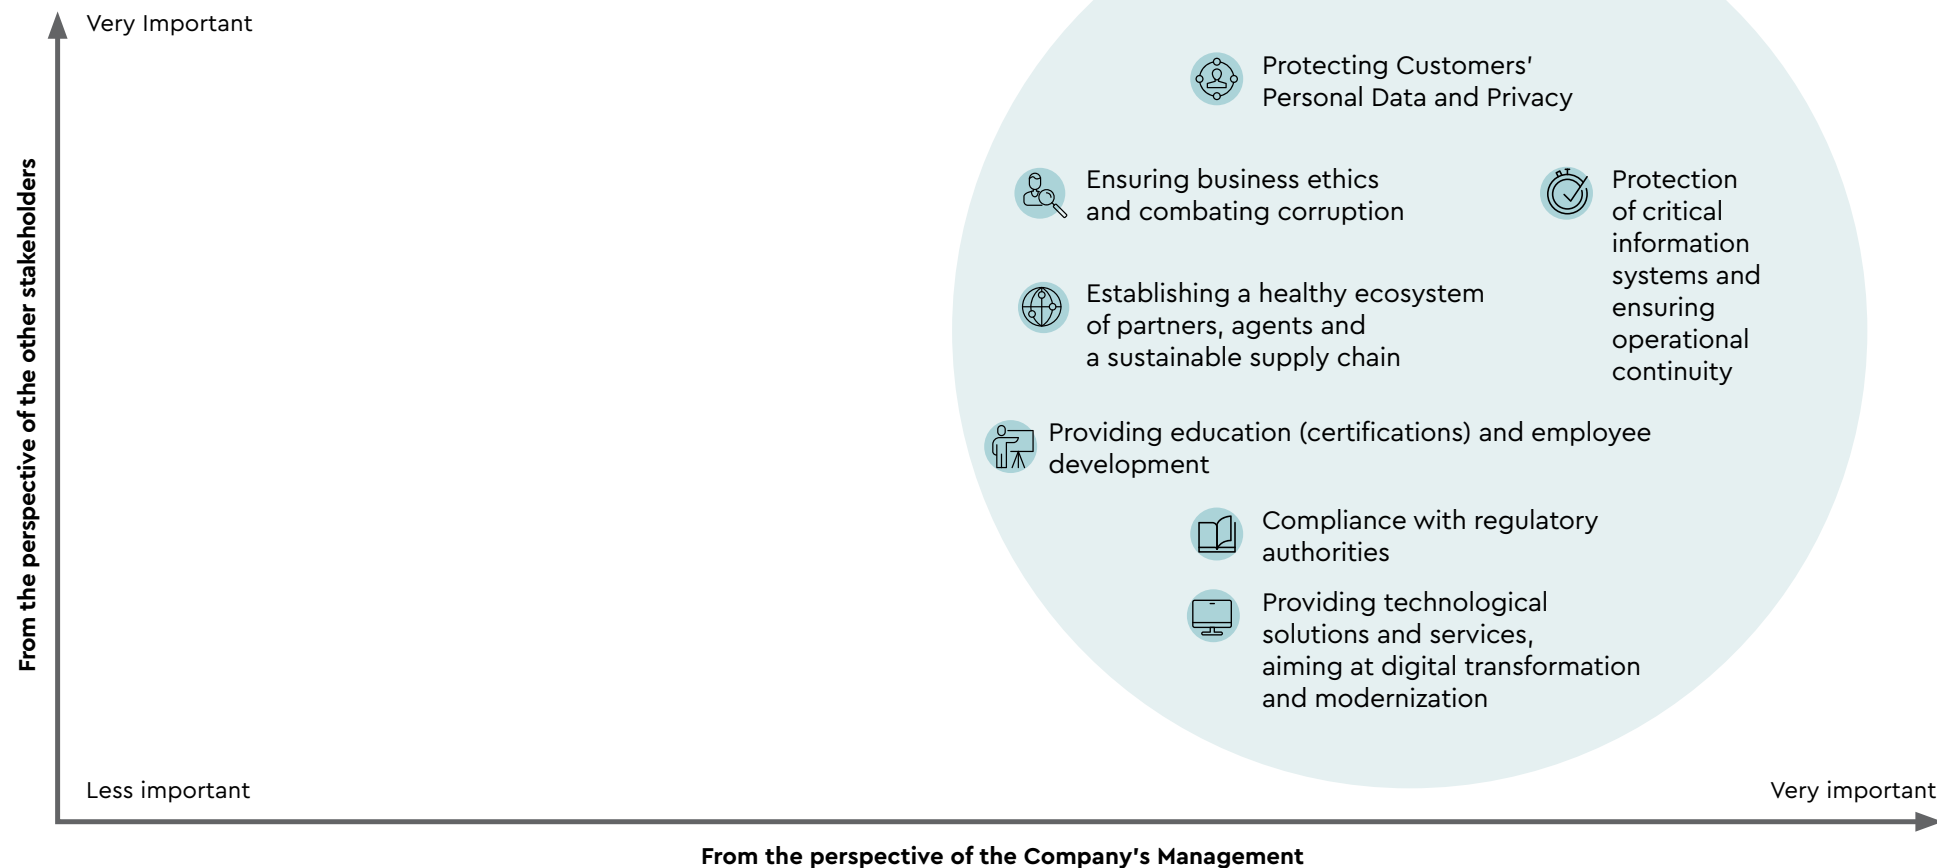 Very Important
From the perspective of the other stakeholders
Protecting Customers'
Personal Data and Privacy
Ensuring business ethics
and combating corruption
Protection
of critical
information
systems and
ensuring
operational
continuity
Establishing a healthy ecosystem
of partners, agents and
a sustainable supply chain
Providing education (certifications) and employee
development
Compliance with regulatory
authorities
Providing technological
solutions and services,
aiming at digital transformation
and modernization
Less important
Very important
From the perspective of the Company's Management